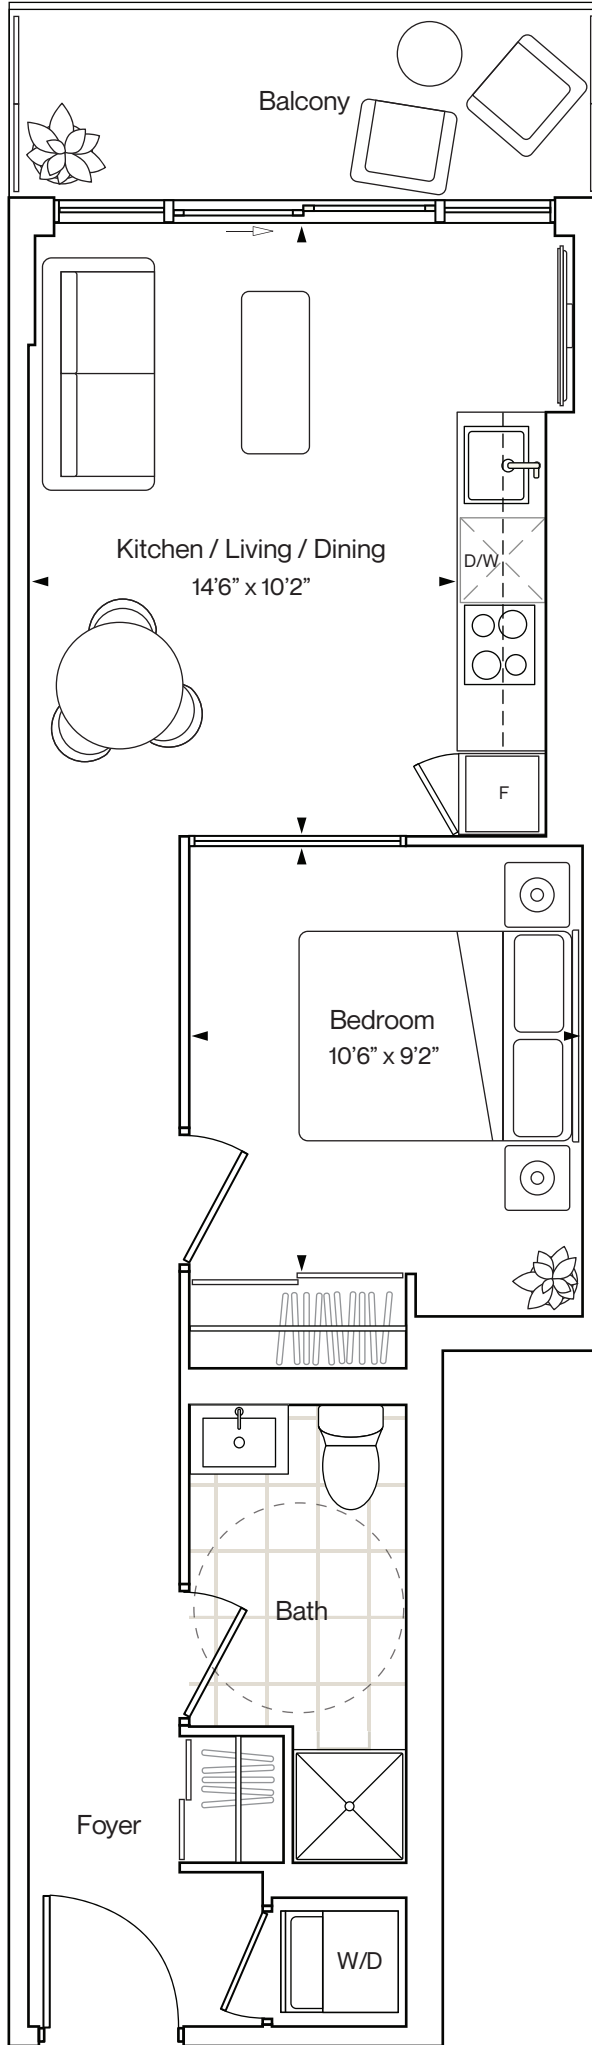 Balcony
Kitchen / Living / Dining
14’6” x 10’2”
D/W
F
Bedroom
10’6” x 9’2”
Bath
Foyer
W/D